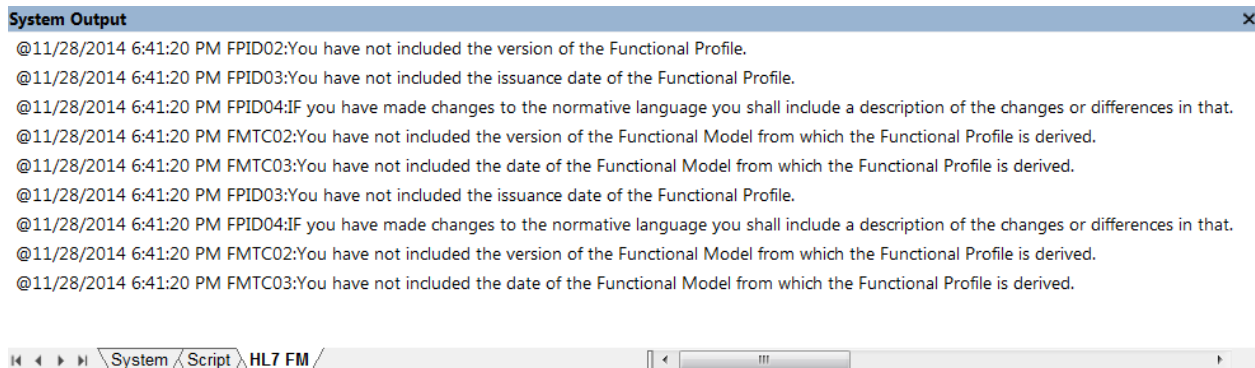 System Output
@11/28/2014 6:41:20 PM FPID02:You have not included the version of the Functional Profile.
@11/28/2014 6:41:20 PM FPID03:You have not included the issuance date of the Functional Profile.
@11/28/2014 6:41:20 PM FPID04:IF you have made changes to the normative language you shall include a description of the changes or differences in that.
@11/28/2014 6:41:20 PM FMTC02:You have not included the version of the Functional Model from which the Functional Profile is derived.
@11/28/2014 6:41:20 PM FMTC03:You have not included the date of the Functional Model from which the Functional Profile is derived.
@11/28/2014 6:41:20 PM FPID03:You have not included the issuance date of the Functional Profile.
@11/28/2014 6:41:20 PM FPID04:IF you have made changes to the normative language you shall include a description of the changes or differences in that.
@11/28/2014 6:41:20 PM FMTC02:You have not included the version of the Functional Model from which the Functional Profile is derived.
@11/28/2014 6:41:20 PM FMTC03:You have not included the date of the Functional Model from which the Functional Profile is derived.
System Script HL7 FM